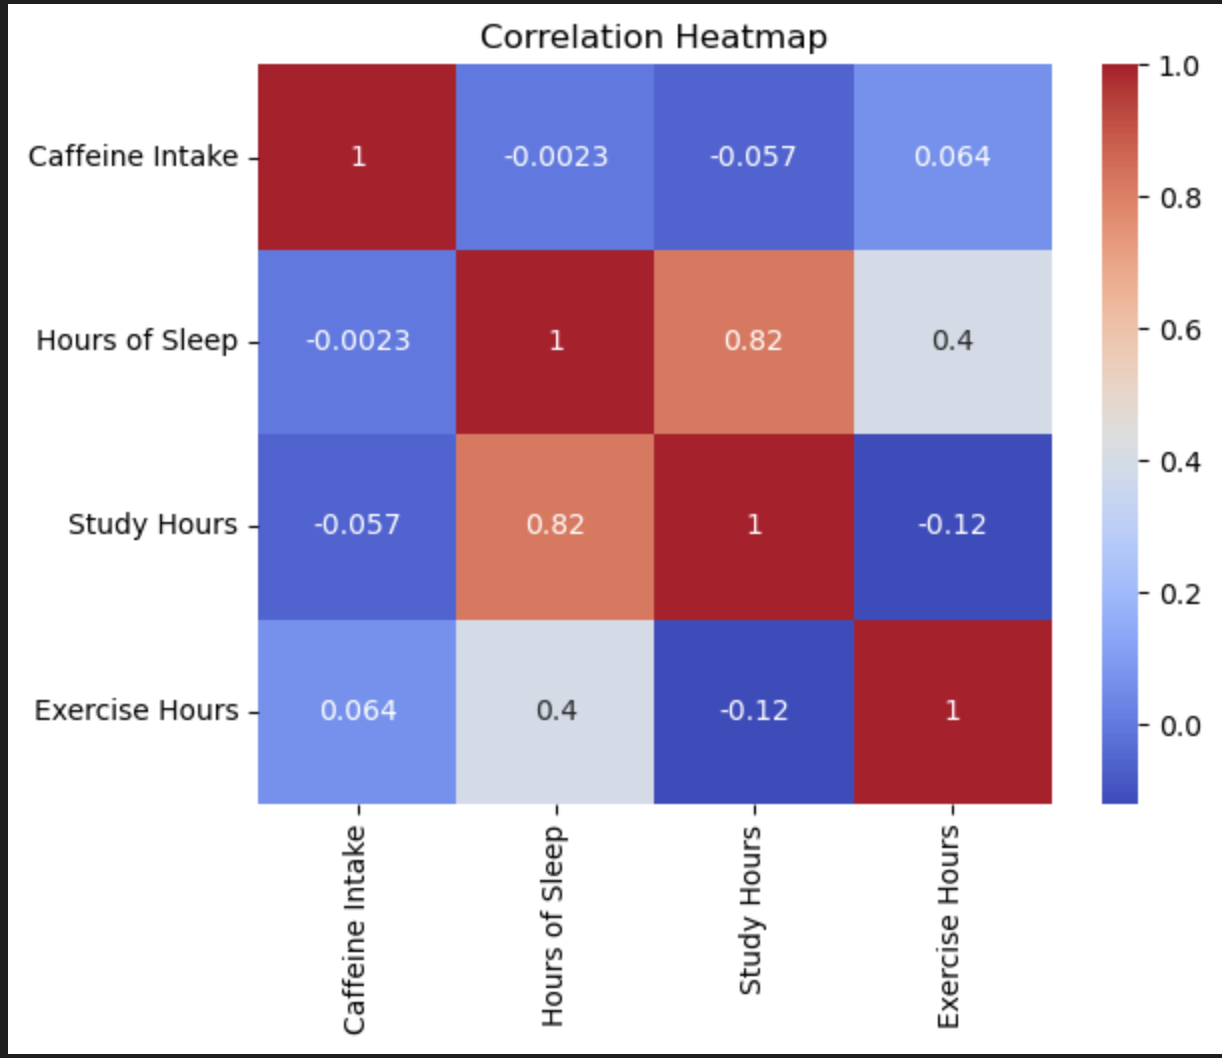 Correlation Heatmap
Caffeine Intake 1 -0.0023 -0.057 0.064
Hours of Sleep -0.0023 1 0.82 0.4
Study Hours -0.057 0.82 1 -0.12
Exercise Hours 0.064 0.4 -0.12 1
Caffeine Intake
Hours of Sleep
Study Hours
Exercise Hours
1.0
0.8
0.6
0.4
0.2
0.0